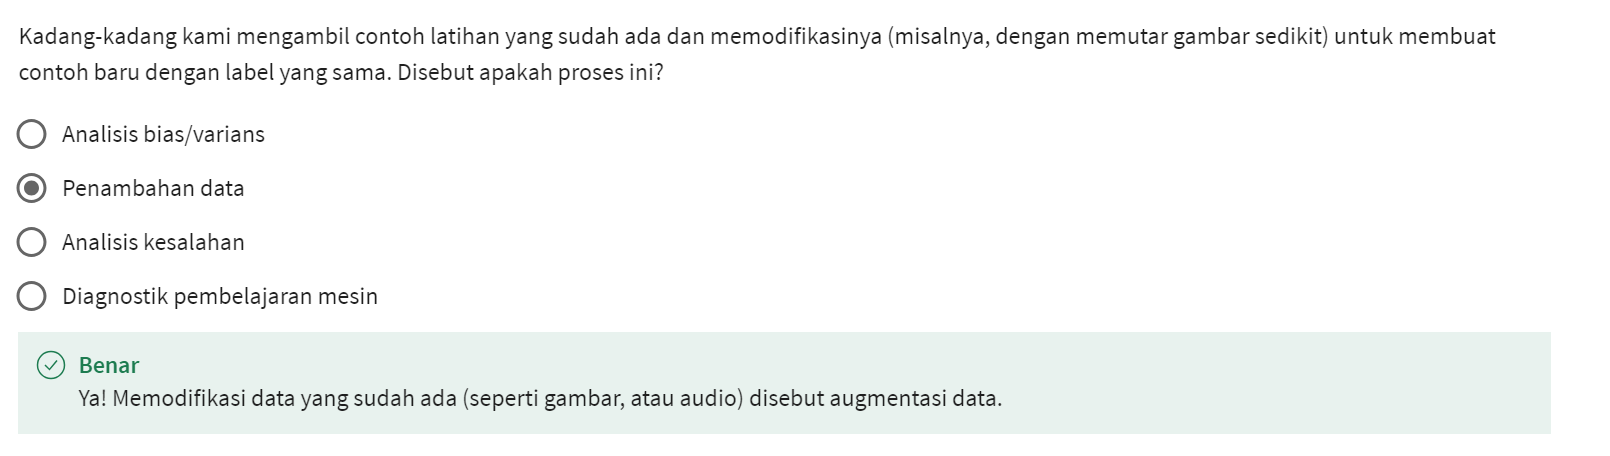 Kadang-kadang kami mengambil contoh latihan yang sudah ada dan memodifikasinya (misalnya, dengan memutar gambar sedikit) untuk membuat
contoh baru dengan label yang sama. Disebut apakah proses ini?
Analisis bias/varians
Penambahan data
Analisis kesalahan
Diagnostik pembelajaran mesin
Benar
Ya! Memodifikasi data yang sudah ada (seperti gambar, atau audio) disebut augmentasi data.